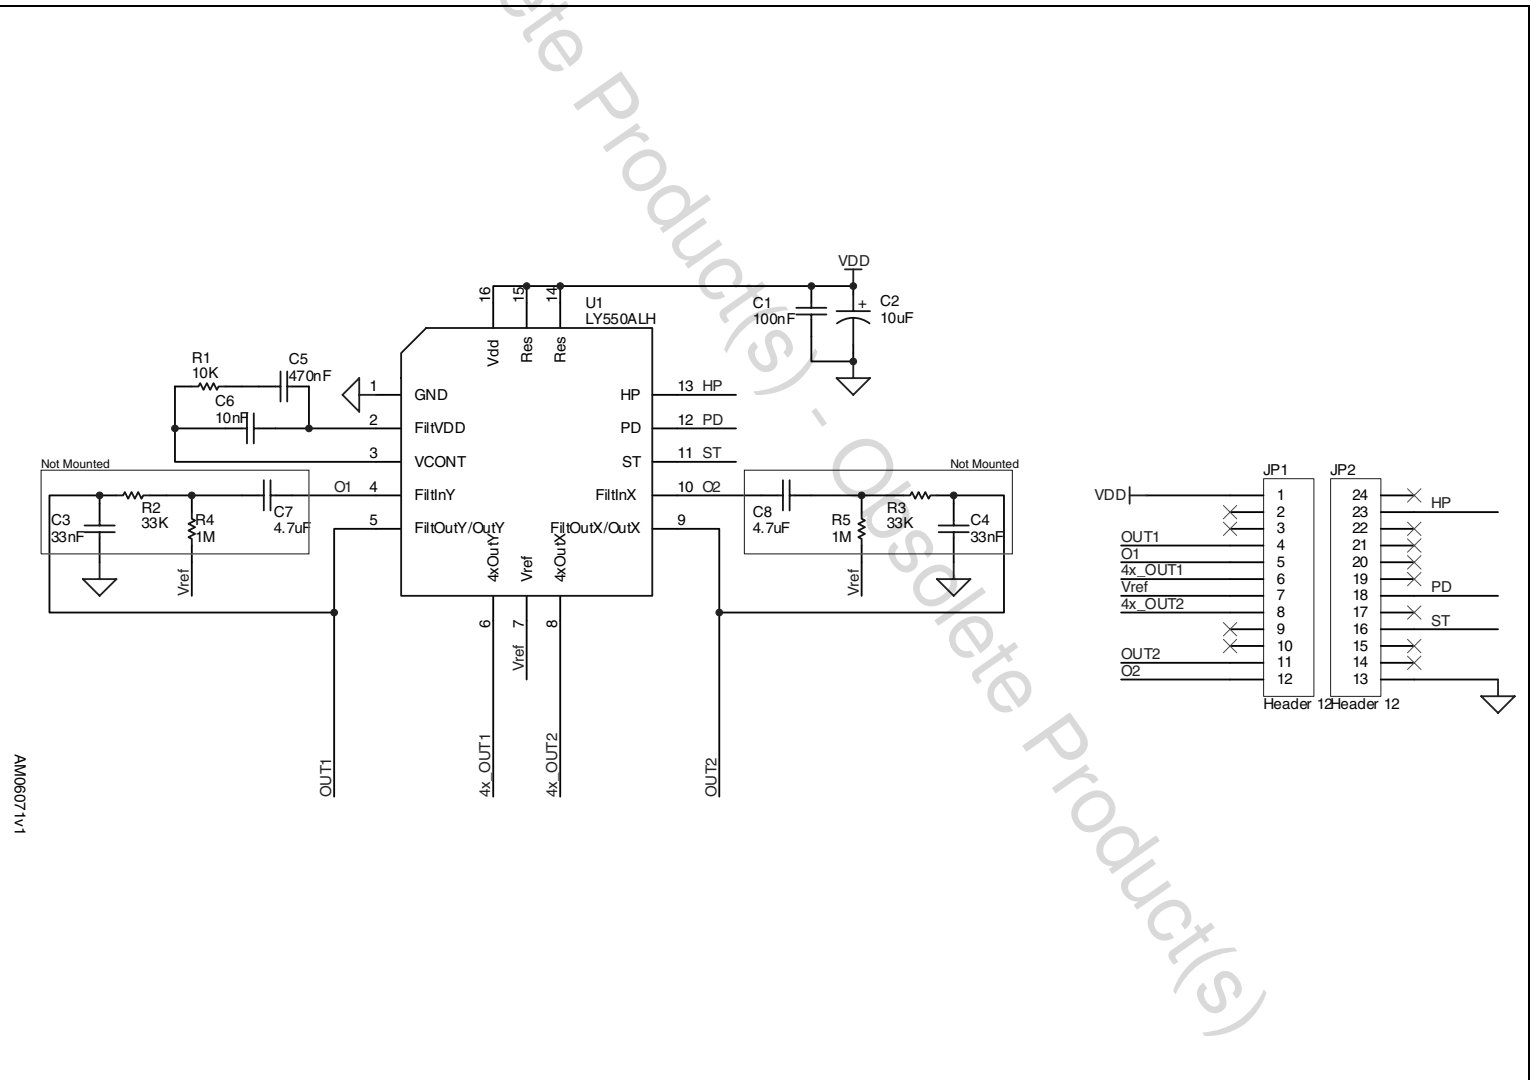 ete Product(s) - Obsolete Product(s)
VDD
C1
100nF
+
C2
10uF
U1
LY550ALH
16
15
14
Vdd
Res
Res
R1
10K
C5
470nF
C6
10nF
1
2
3
4
5
O1
GND
FiltVDD
VCONT
FiltInY
FiltOutY/OutY
HP
PD
ST
FiltInX
FiltOutX/OutX
13 HP
12 PD
11 ST
10 O2
9
4xOutY
Vref
4xOutX
6
7
8
Vref
Not Mounted
C3
33nF
R2
33K
R4
1M
C7
4.7uF
Vref
Not Mounted
C8
4.7uF
R5
1M
R3
33K
C4
33nF
Vref
OUT1
4x_OUT1
4x_OUT2
OUT2
JP1
JP2
VDD
OUT1
O1
4x_OUT1
Vref
4x_OUT2
OUT2
O2
1
2
3
4
5
6
7
8
9
10
11
12
24
23
22
21
20
19
18
17
16
15
14
13
HP
PD
ST
Header 12
Header 12
AM06071v1